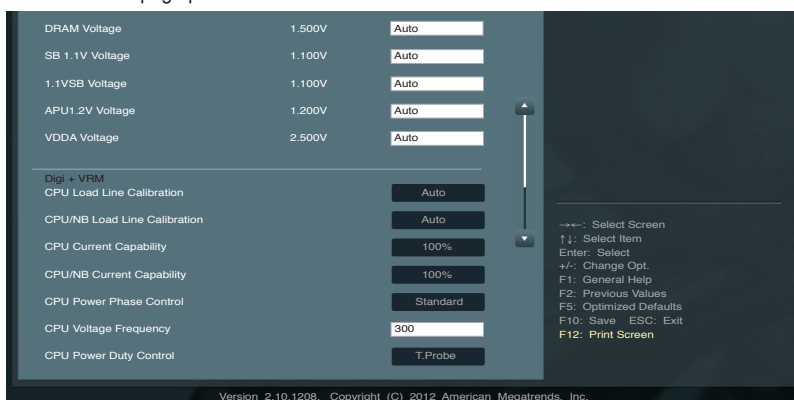 DRAM Voltage 1.500V Auto
SB 1.1V Voltage 1.100V Auto
1.1VSB Voltage 1.100V Auto
APU1.2V Voltage 1.200V Auto
VDDA Voltage 2.500V Auto
Digi + VRM
CPU Load Line Calibration Auto
CPU/NB Load Line Calibration Auto
CPU Current Capability 100%
CPU/NB Current Capability 100%
CPU Power Phase Control Standard
CPU Voltage Frequency 300
CPU Power Duty Control T.Probe
→←: Select Screen
↑↓: Select Item
Enter: Select
+/-: Change Opt.
F1: General Help
F2: Previous Values
F5: Optimized Defaults
F10: Save ESC: Exit
F12: Print Screen
Version 2.10.1208. Copyright (C) 2012 American Megatrends, Inc.